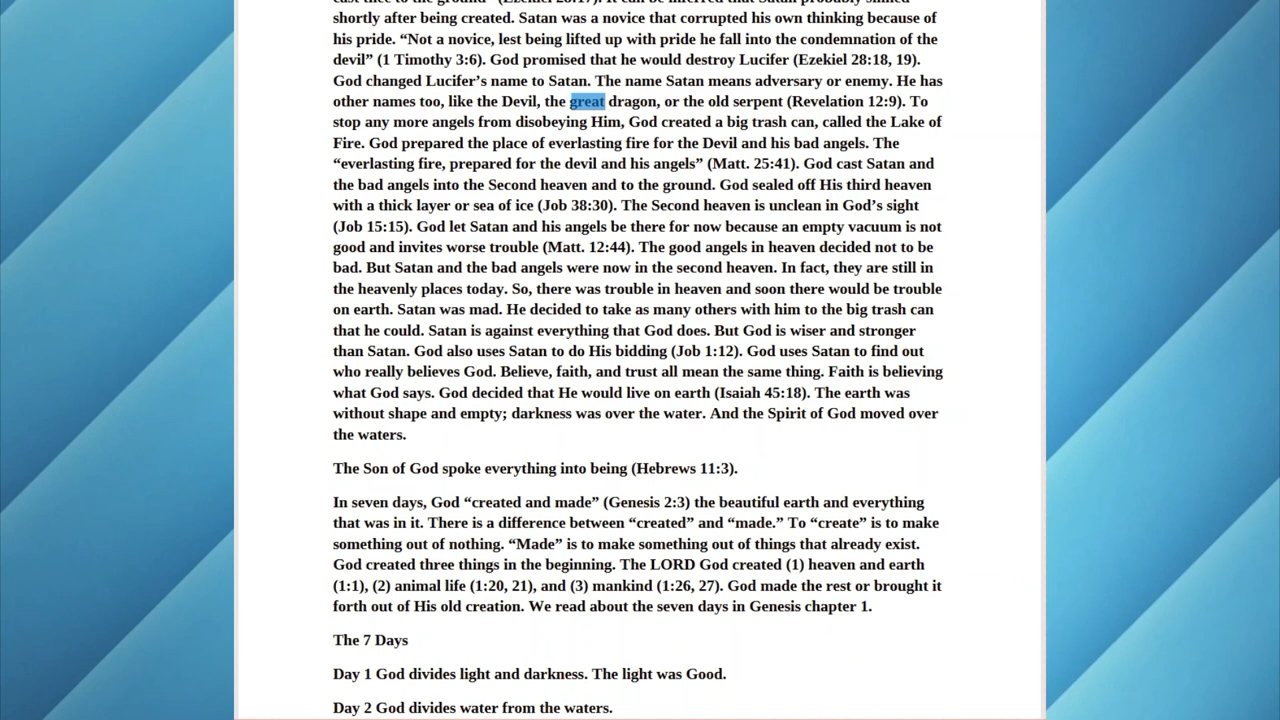 shortly after being created. Satan was a novice that corrupted his own thinking because of
his pride. “Not a novice, lest being lifted up with pride he fall into the condemnation of the
devil” (1 Timothy 3:6). God promised that he would destroy Lucifer (Ezekiel 28:18, 19).
God changed Lucifer’s name to Satan. The name Satan means adversary or enemy. He has
other names too, like the Devil, the great dragon, or the old serpent (Revelation 12:9). To
stop any more angels from disobeying Him, God created a big trash can, called the Lake of
Fire. God prepared the place of everlasting fire for the Devil and his bad angels. The
“everlasting fire, prepared for the devil and his angels” (Matt. 25:41). God cast Satan and
the bad angels into the Second heaven and to the ground. God sealed off His third heaven
with a thick layer or sea of ice (Job 38:30). The Second heaven is unclean in God’s sight
(Job 15:15). God let Satan and his angels be there for now because an empty vacuum is not
good and invites worse trouble (Matt. 12:44). The good angels in heaven decided not to be
bad. But Satan and the bad angels were now in the second heaven. In fact, they are still in
the heavenly places today. So, there was trouble in heaven and soon there would be trouble
on earth. Satan was mad. He decided to take as many others with him to the big trash can
that he could. Satan is against everything that God does. But God is wiser and stronger
than Satan. God also uses Satan to do His bidding (Job 1:12). God uses Satan to find out
who really believes God. Believe, faith, and trust all mean the same thing. Faith is believing
what God says. God decided that He would live on earth (Isaiah 45:18). The earth was
without shape and empty; darkness was over the water. And the Spirit of God moved over
the waters.
The Son of God spoke everything into being (Hebrews 11:3).
In seven days, God “created and made” (Genesis 2:3) the beautiful earth and everything
that was in it. There is a difference between “created” and “made.” To “create” is to make
something out of nothing. “Made” is to make something out of things that already exist.
God created three things in the beginning. The LORD God created (1) heaven and earth
(1:1), (2) animal life (1:20, 21), and (3) mankind (1:26, 27). God made the rest or brought it
forth out of His old creation. We read about the seven days in Genesis chapter 1.
The 7 Days
Day 1 God divides light and darkness. The light was Good.
Day 2 God divides water from the waters.